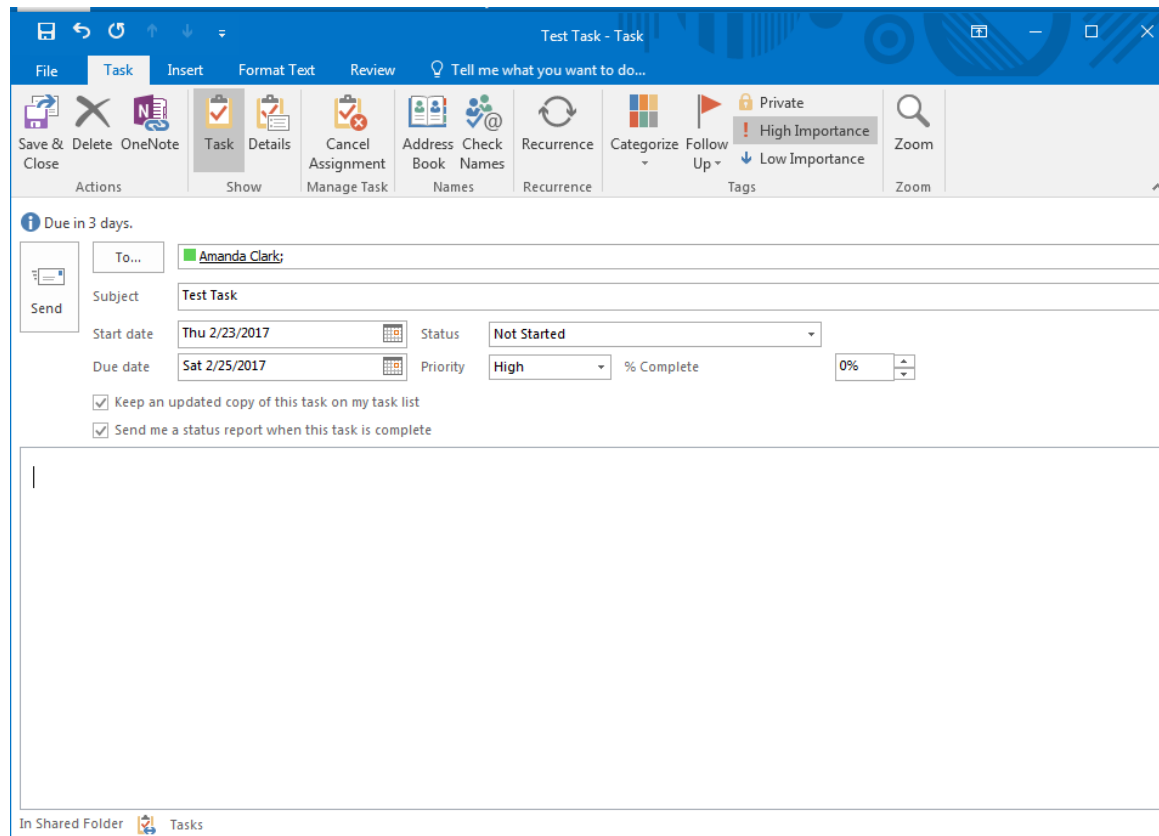 Test Task - Task
File Task Insert Format Text Review Tell me what you want to do...
Save & Close Delete OneNote Task Details Cancel Assignment Address Book Check Names Recurrence Categorize Follow Up Private High Importance Low Importance Zoom
Actions Show Manage Task Names Recurrence Tags Zoom
Due in 3 days.
To... Amanda Clark;
Send
Subject Test Task
Start date Thu 2/23/2017 Status Not Started
Due date Sat 2/25/2017 Priority High % Complete 0%
Keep an updated copy of this task on my task list
Send me a status report when this task is complete
In Shared Folder Tasks